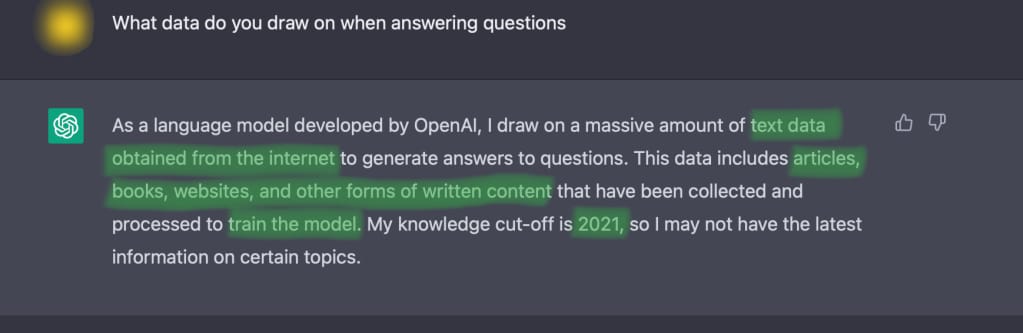 What data do you draw on when answering questions
As a language model developed by OpenAI, I draw on a massive amount of text data
obtained from the internet to generate answers to questions. This data includes articles,
books, websites, and other forms of written content that have been collected and
processed to train the model. My knowledge cut-off is 2021, so I may not have the latest
information on certain topics.